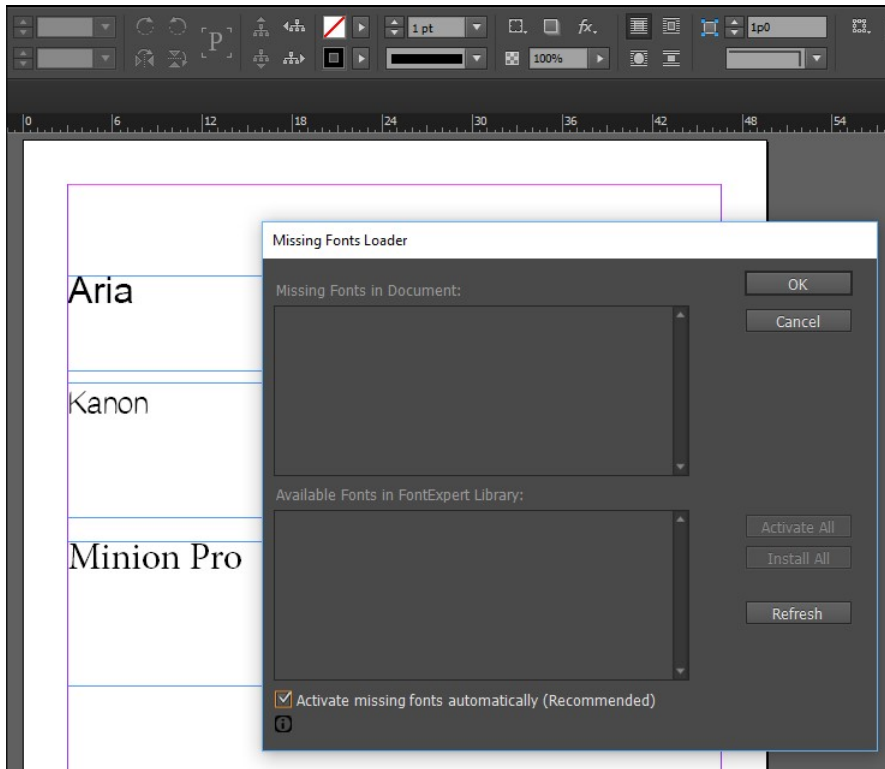 P 1 pt fx. 1p0
100%
0 6 12 18 24 30 36 42 48 54
Missing Fonts Loader
Aria
Missing Fonts in Document:
OK
Cancel
Kanon
Available Fonts in FontExpert Library:
Activate All
Install All
Minion Pro
Refresh
Activate missing fonts automatically (Recommended)